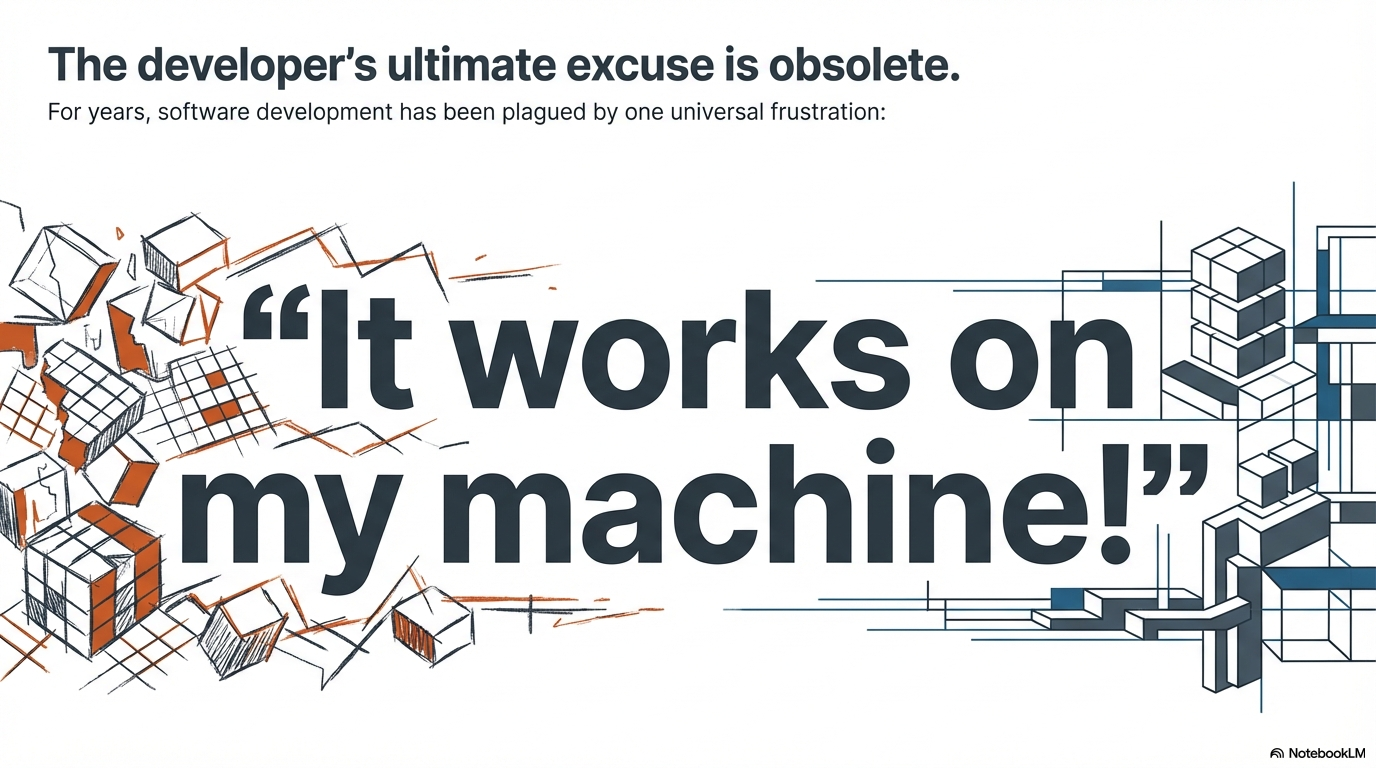 The developer’s ultimate excuse is obsolete.
For years, software development has been plagued by one universal frustration:
“It works on
my machine!”
NotebookLM